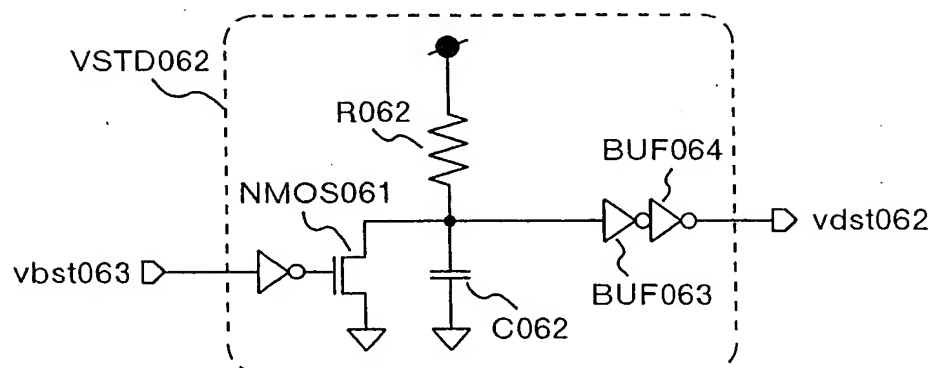 VSTD062
R062
BUF064
NMOS061
vbst063
vdst062
BUF063
C062